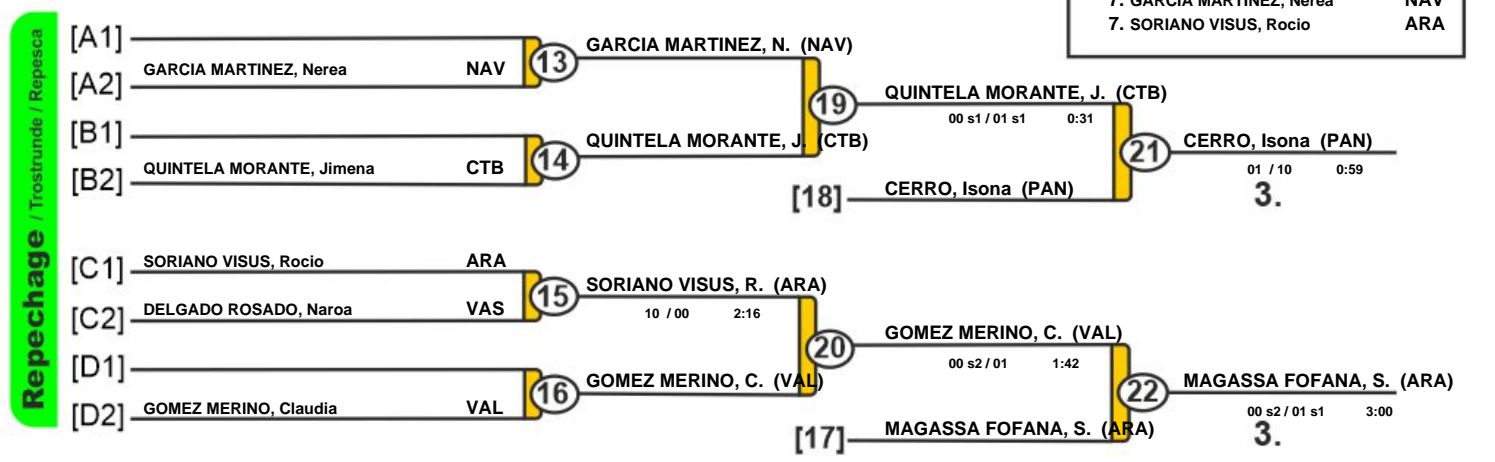 7. GARCIA MARTINEZ, Nerea NAV
7. SORIANO VISUS, Rocio ARA
Repechage / Trostrunde / Repesca
[A1]
GARCIA MARTINEZ, Nerea NAV
[A2]
13
GARCIA MARTINEZ, N. (NAV)
[B1]
QUINTELA MORANTE, Jimena CTB
[B2]
14
QUINTELA MORANTE, J. (CTB)
19
QUINTELA MORANTE, J. (CTB)
00 s1 / 01 s1 0:31
[18]
CERRO, Isona (PAN)
21
CERRO, Isona (PAN)
01 / 10 0:59
3.
[C1]
SORIANO VISUS, Rocio ARA
[C2]
DELGADO ROSADO, Naroa VAS
15
SORIANO VISUS, R. (ARA)
10 / 00 2:16
[D1]
[D2]
GOMEZ MERINO, Claudia VAL
16
GOMEZ MERINO, C. (VAL)
20
GOMEZ MERINO, C. (VAL)
00 s2 / 01 1:42
[17]
MAGASSA FOFANA, S. (ARA)
22
MAGASSA FOFANA, S. (ARA)
00 s2 / 01 s1 3:00
3.